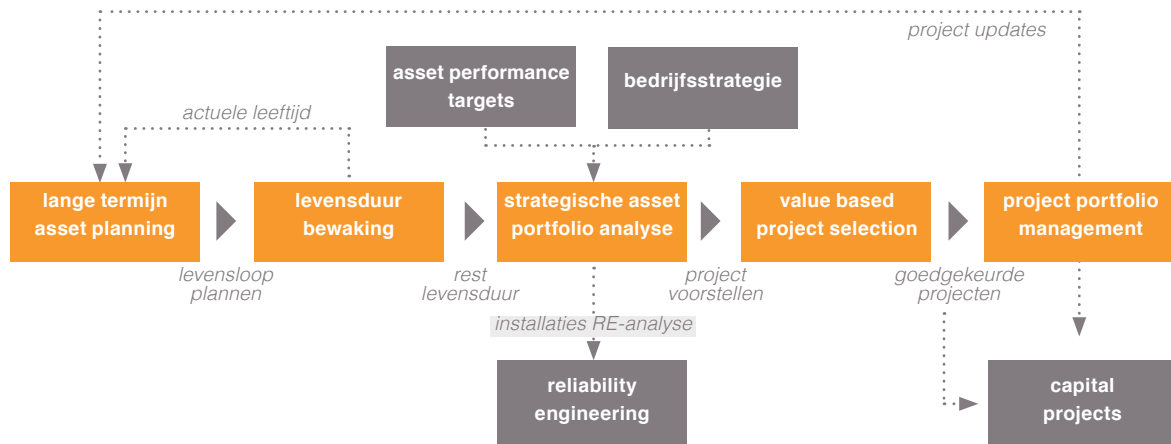 project updates
asset performance
targets
bedrijfsstrategie
actuele leeftijd
lange termijn
asset planning
levensduur
bewaking
strategische asset
portfolio analyse
value based
project selection
project portfolio
management
levensloop
plannen
rest
levensduur
project
voorstellen
goedgekeurde
projecten
installaties RE-analyse
reliability
engineering
capital
projects